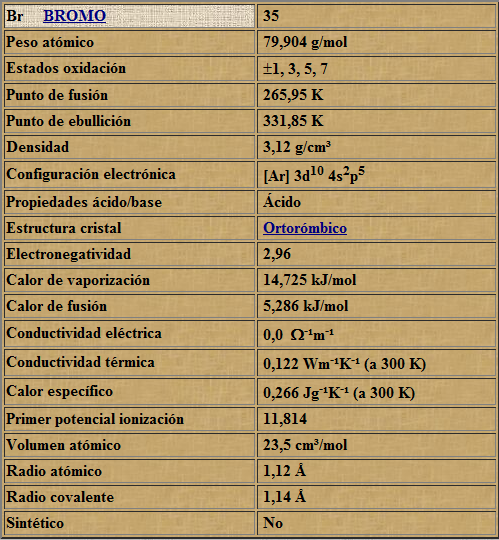 Br BROMO 35
Peso atómico 79,904 g/mol
Estados oxidación ±1, 3, 5, 7
Punto de fusión 265,95 K
Punto de ebullición 331,85 K
Densidad 3,12 g/cm³
Configuración electrónica [Ar] 3d¹⁰ 4s²p⁵
Propiedades ácido/base Ácido
Estructura cristal Ortorómbico
Electronegatividad 2,96
Calor de vaporización 14,725 kJ/mol
Calor de fusión 5,286 kJ/mol
Conductividad eléctrica 0,0 Ω⁻¹m⁻¹
Conductividad térmica 0,122 Wm⁻¹K⁻¹ (a 300 K)
Calor específico 0,266 Jg⁻¹K⁻¹ (a 300 K)
Primer potencial ionización 11,814
Volumen atómico 23,5 cm³/mol
Radio atómico 1,12 Å
Radio covalente 1,14 Å
Sintético No